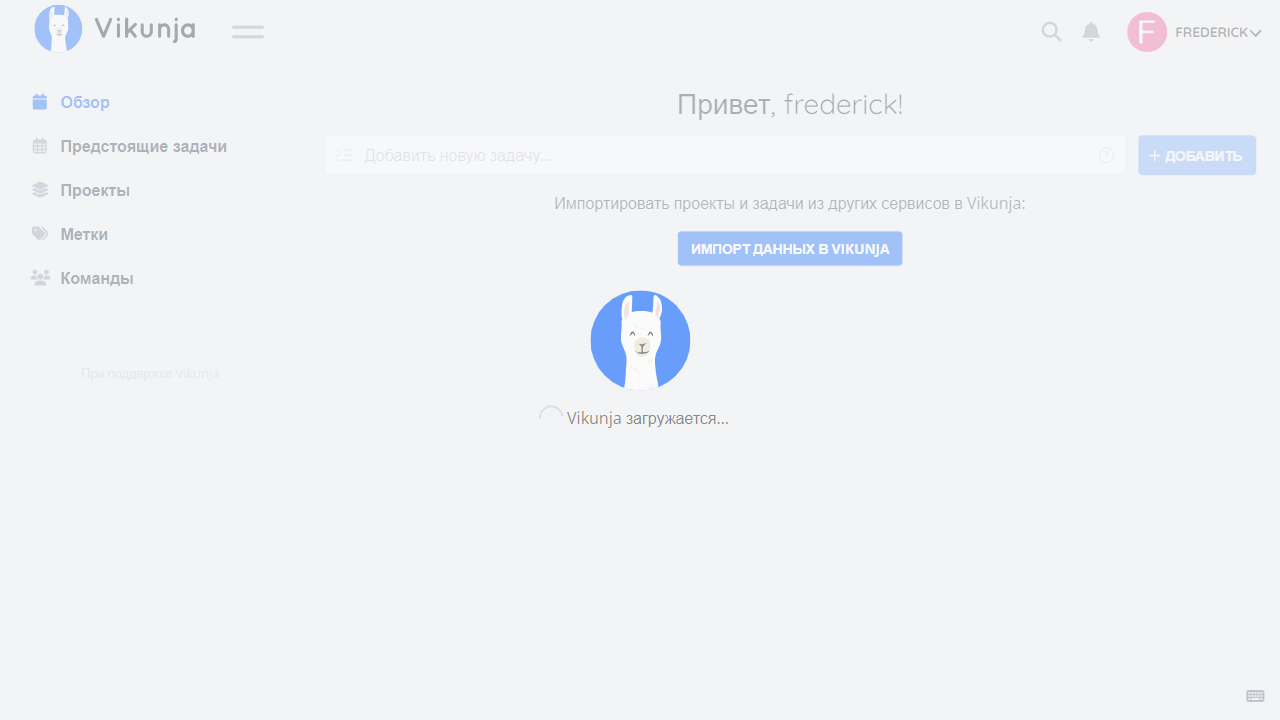 Vikunja
FREDERICK
Обзор
Предстоящие задачи
Проекты
Метки
Команды
При поддержке Vikunja
Привет, frederick!
Добавить новую задачу...
ДОБАВИТЬ
Импортировать проекты и задачи из других сервисов в Vikunja:
ИМПОРТ ДАННЫХ В VIKUNJA
Vikunja загружается...